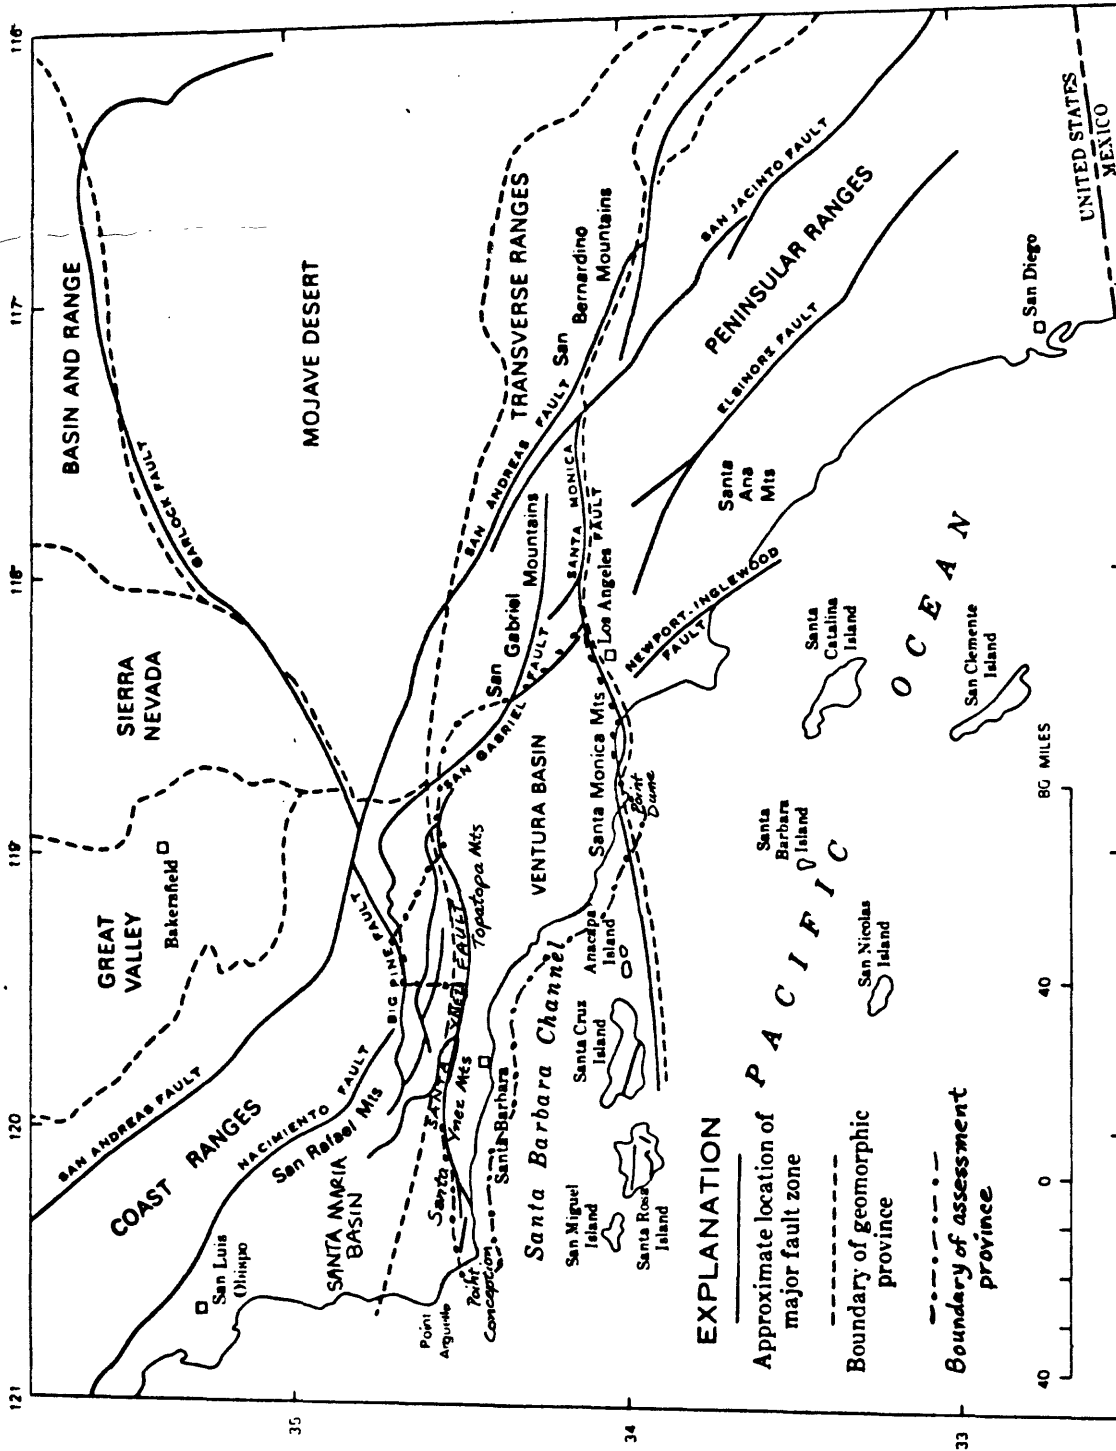 121
120
119
118
117
116
35
34
33
SAN ANDREAS FAULT
COAST RANGES
GREAT
VALLEY
Bakersfield
SIERRA
NEVADA
BASIN AND RANGE
GARLOCK FAULT
MOJAVE DESERT
San Luis
Obispo
NACIMIENTO FAULT
San Rafael Mts
BIG PINE FAULT
SANTA MARIA
BASIN
SANTA YNEZ FAULT
Santa Ynez Mts
Topatopa Mts
Point
Arguello
Point
Conception
Santa Barbara
Santa Barbara Channel
VENTURA BASIN
SAN GABRIEL FAULT
San Gabriel Mountains
SAN ANDREAS FAULT
TRANSVERSE RANGES
San Bernardino
Mountains
SANTA MONICA
FAULT
Santa Monica Mts
Los Angeles
Point
Dume
NEWPORT-INGLEWOOD
FAULT
Santa
Ana
Mts
ELSINORE FAULT
PENINSULAR RANGES
SAN JACINTO FAULT
San Miguel
Island
Santa Rosa
Island
Santa Cruz
Island
Anacapa
Island
Santa
Barbara
Island
San Nicolas
Island
Santa
Catalina
Island
San Clemente
Island
San Diego
UNITED STATES
MEXICO
PACIFIC OCEAN
EXPLANATION
Approximate location of
major fault zone
Boundary of geomorphic
province
Boundary of assessment
province
40 0 40 80 MILES